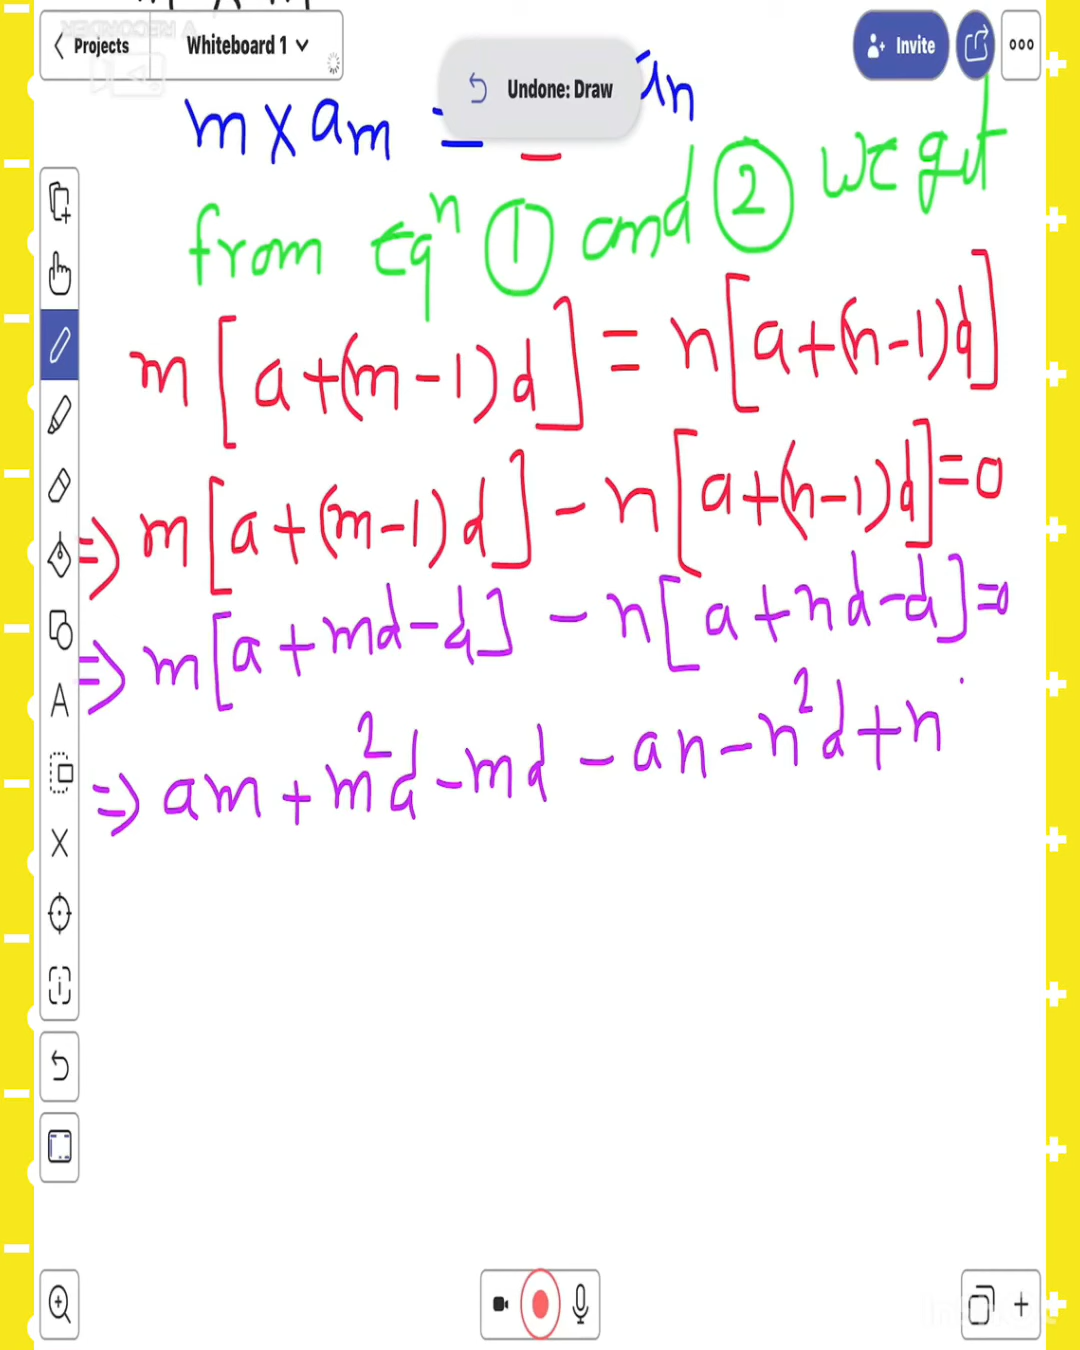 Projects Whiteboard 1 Invite
Undone: Draw
m x am = an
from Eqⁿ ① and ② we get
m[a+(m-1)d] = n[a+(n-1)d]
=> m[a+(m-1)d] - n[a+(n-1)d]=0
=> m[a+md-d] - n[a+nd-d]=0
=> am+m²d-md-an-n²d+n